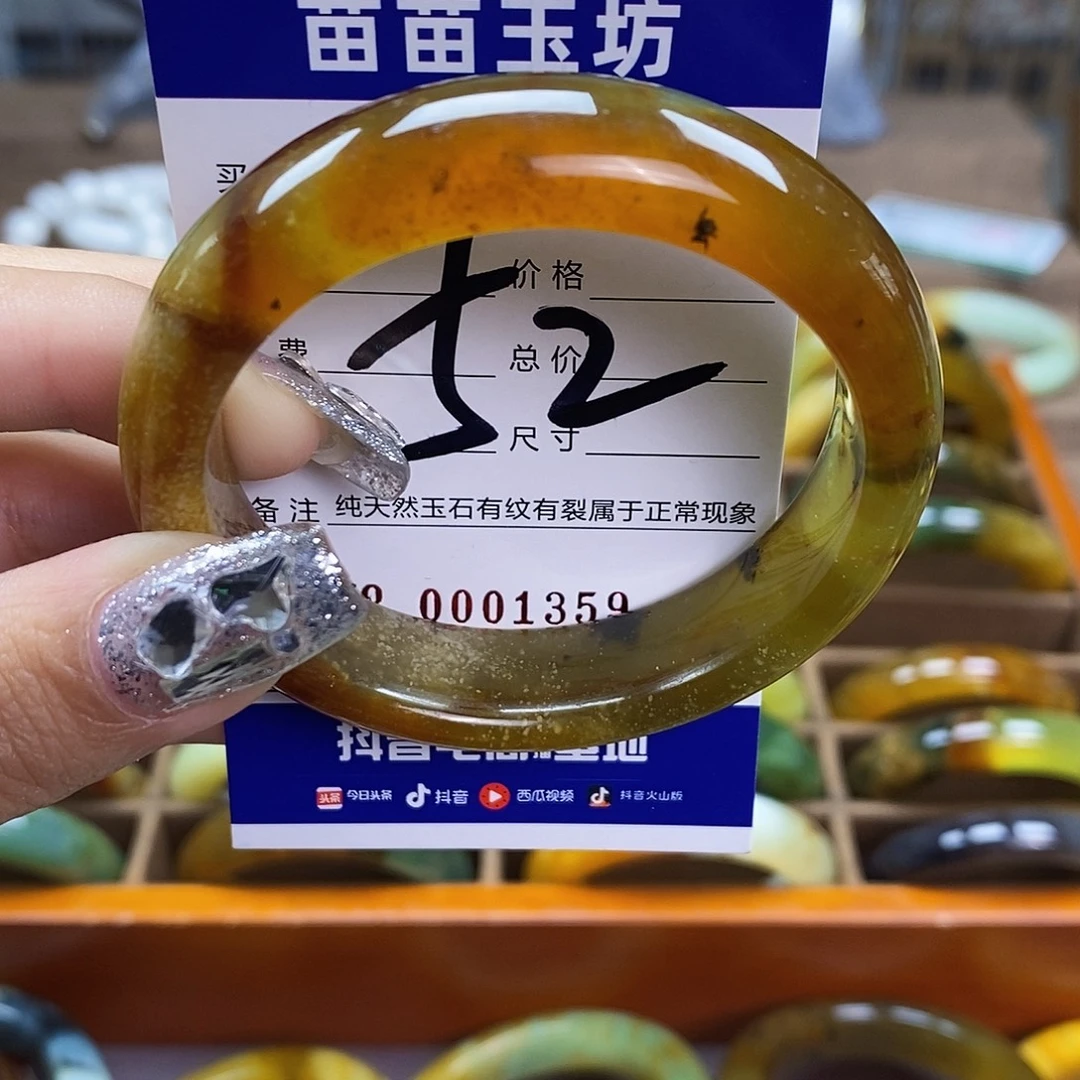 苗苗玉坊
买
价格
费
总价
52
尺寸
备注 纯天然玉石有纹有裂属于正常现象
0001359
今日头条 抖音 西瓜视频 抖音火山版